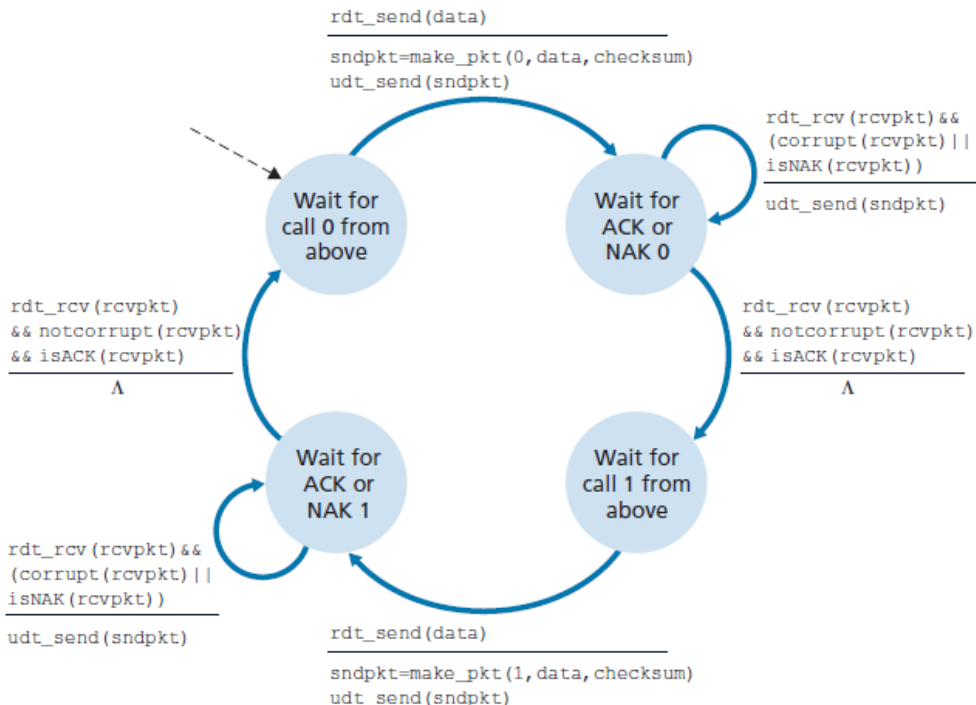 rdt_send(data)
sndpkt=make_pkt(0,data,checksum)
udt_send(sndpkt)
rdt_rcv(rcvpkt)&&
(corrupt(rcvpkt)||
isNAK(rcvpkt))
udt_send(sndpkt)
Wait for
call 0 from
above
Wait for
ACK or
NAK 0
rdt_rcv(rcvpkt)
&& notcorrupt(rcvpkt)
&& isACK(rcvpkt)
Λ
rdt_rcv(rcvpkt)
&& notcorrupt(rcvpkt)
&& isACK(rcvpkt)
Λ
Wait for
ACK or
NAK 1
Wait for
call 1 from
above
rdt_rcv(rcvpkt)&&
(corrupt(rcvpkt)||
isNAK(rcvpkt))
udt_send(sndpkt)
rdt_send(data)
sndpkt=make_pkt(1,data,checksum)
udt_send(sndpkt)